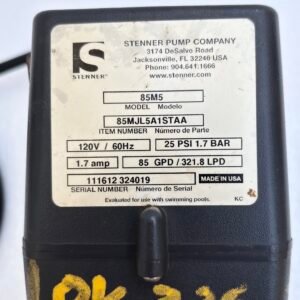 STENNER PUMP COMPANY
3174 DeSalvo Road
Jacksonville, FL 32246 USA
Phone: 904.641.1666
www.stenner.com
S
STENNER
85M5
MODEL Modelo
85MJL5A1STAA
ITEM NUMBER Número de Parte
120V / 60Hz 25 PSI 1.7 BAR
1.7 amp 85 GPD / 321.8 LPD
111612 324019 MADE IN USA
SERIAL NUMBER Número de Serial
Evaluated for use with swimming pools. KC
OK